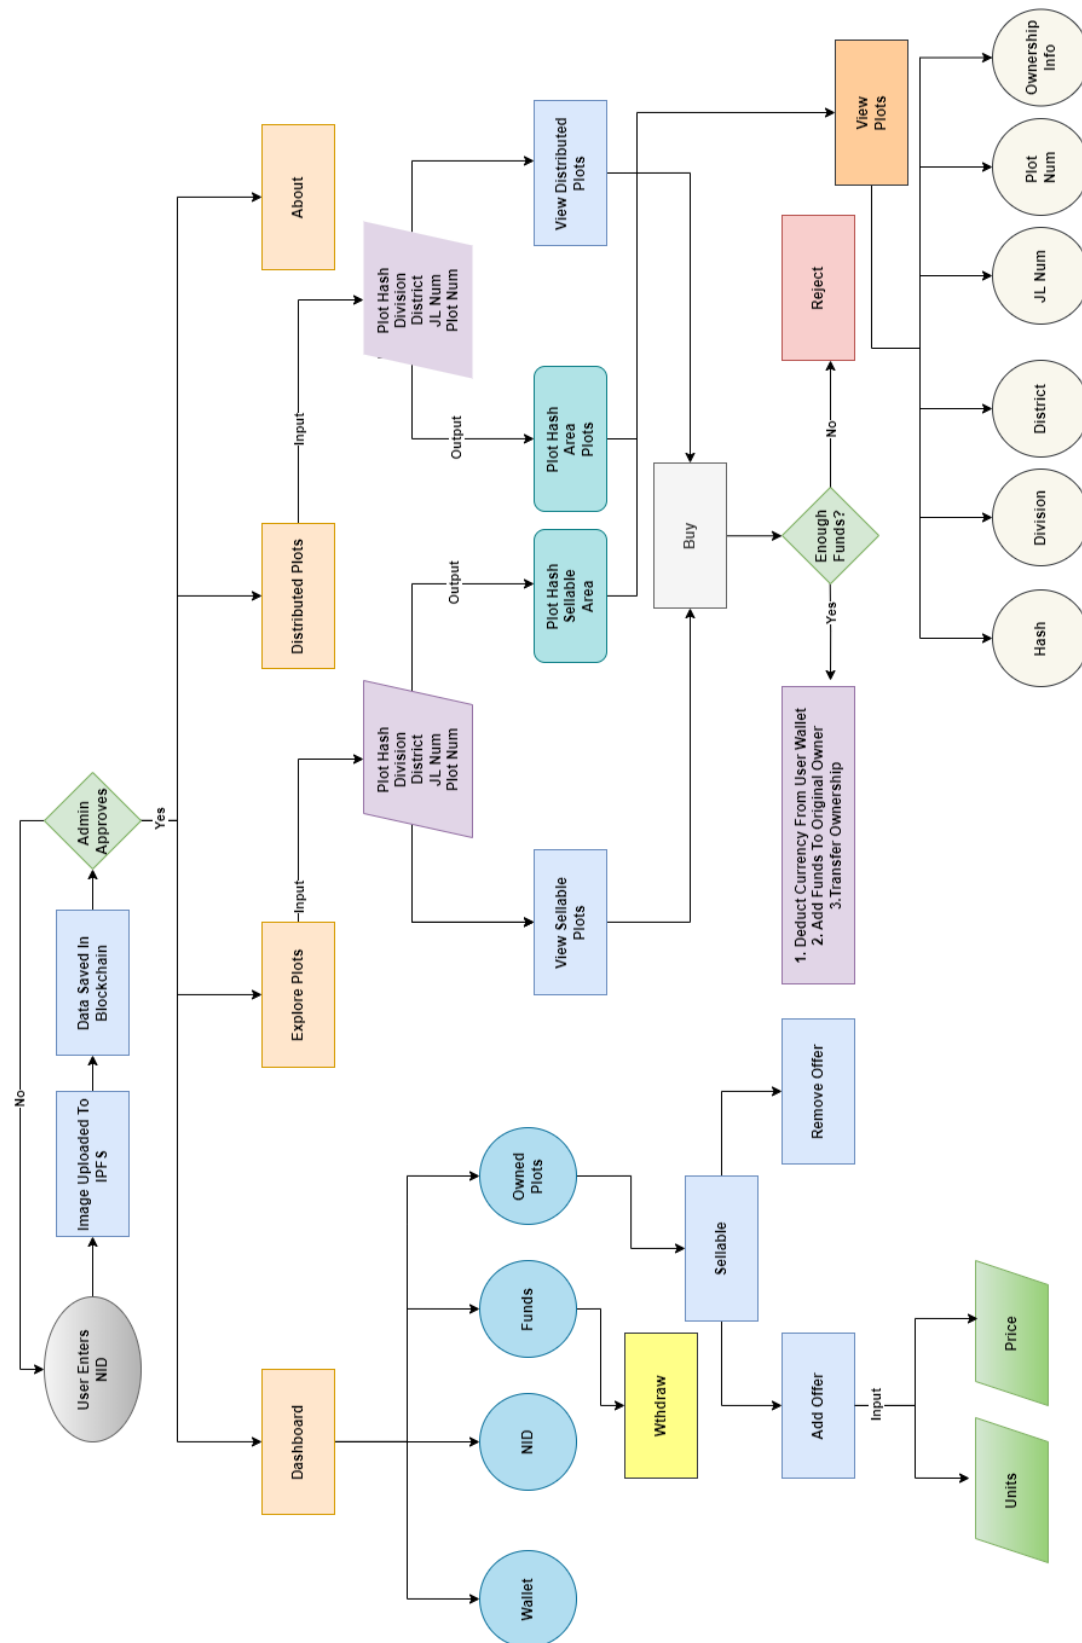 User Enters
NID
Image Uploaded To
IPFS
Data Saved In
Blockchain
Admin
Approves
No
Yes
Dashboard
Explore Plots
Distributed Plots
About
Input
Input
Plot Hash
Division
District
JL Num
Plot Num
Plot Hash
Division
District
JL Num
Plot Num
Output
Output
Wallet
NID
Funds
Owned
Plots
View Sellable
Plots
Plot Hash
Sellable
Area
Plot Hash
Area
Plots
View Distributed
Plots
Wthdraw
Sellable
Buy
Add Offer
Remove Offer
1. Deduct Currency From User Wallet
2. Add Funds To Original Owner
3.Transfer Ownership
Yes
Enough
Funds?
No
Reject
View
Plots
Input
Units
Price
Hash
Division
District
JL Num
Plot
Num
Ownership
Info